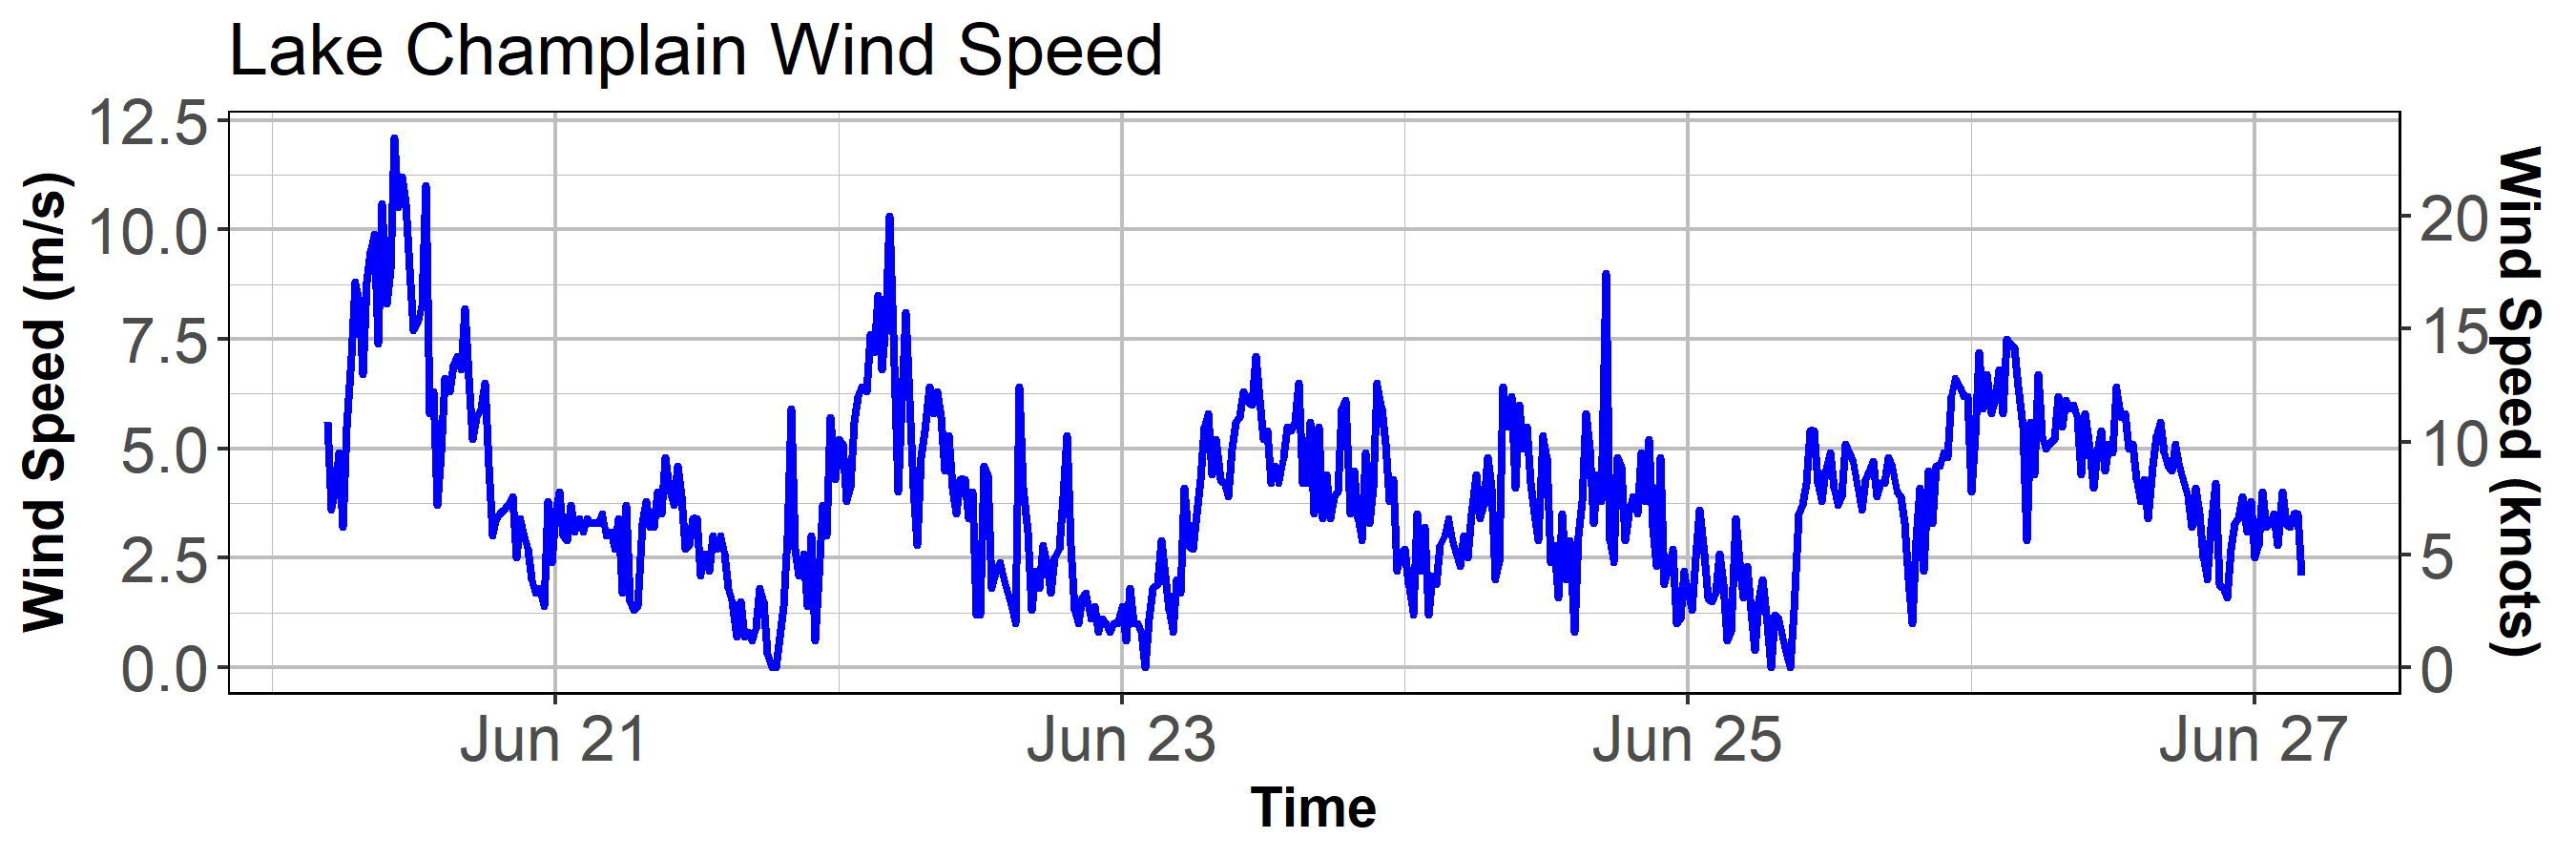 Lake Champlain Wind Speed
Wind Speed (m/s)
12.5
10.0
7.5
5.0
2.5
0.0
20
15
10
5
0
Wind Speed (knots)
Jun 21
Jun 23
Jun 25
Jun 27
Time